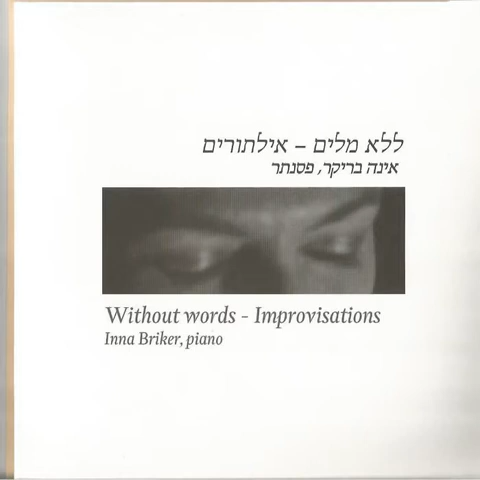 ללא מלים – אילתורים
אינה בריקר, פסנתר
Without words - Improvisations
Inna Briker, piano